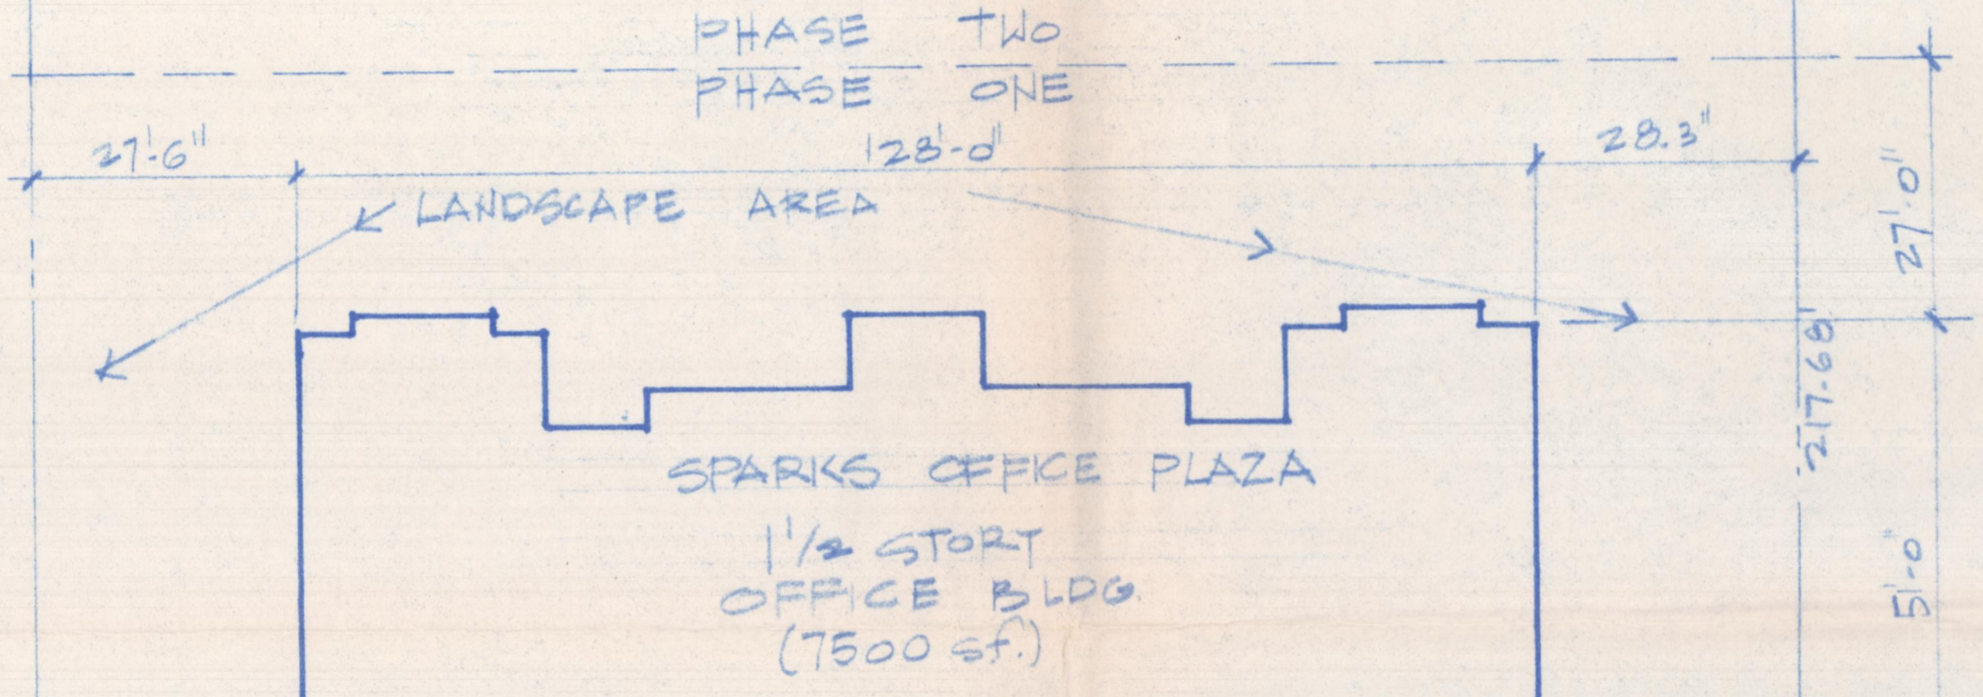 PHASE TWO
PHASE ONE
27'-6" 128'-0" 28.3"
LANDSCAPE AREA
27'-0"
217.68'
SPARKS OFFICE PLAZA
1 1/2 STORY
OFFICE BLDG.
(7500 sf.)
51'-0"